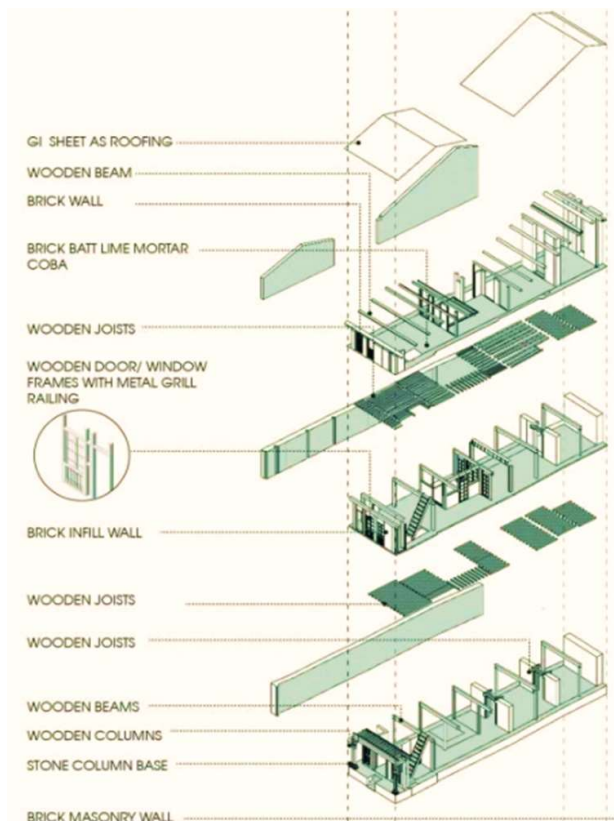 GI SHEET AS ROOFING
WOODEN BEAM
BRICK WALL
BRICK BATT LIME MORTAR
COBA
WOODEN JOISTS
WOODEN DOOR/ WINDOW
FRAMES WITH METAL GRILL
RAILING
BRICK INFILL WALL
WOODEN JOISTS
WOODEN JOISTS
WOODEN BEAMS
WOODEN COLUMNS
STONE COLUMN BASE
BRICK MASONRY WALL